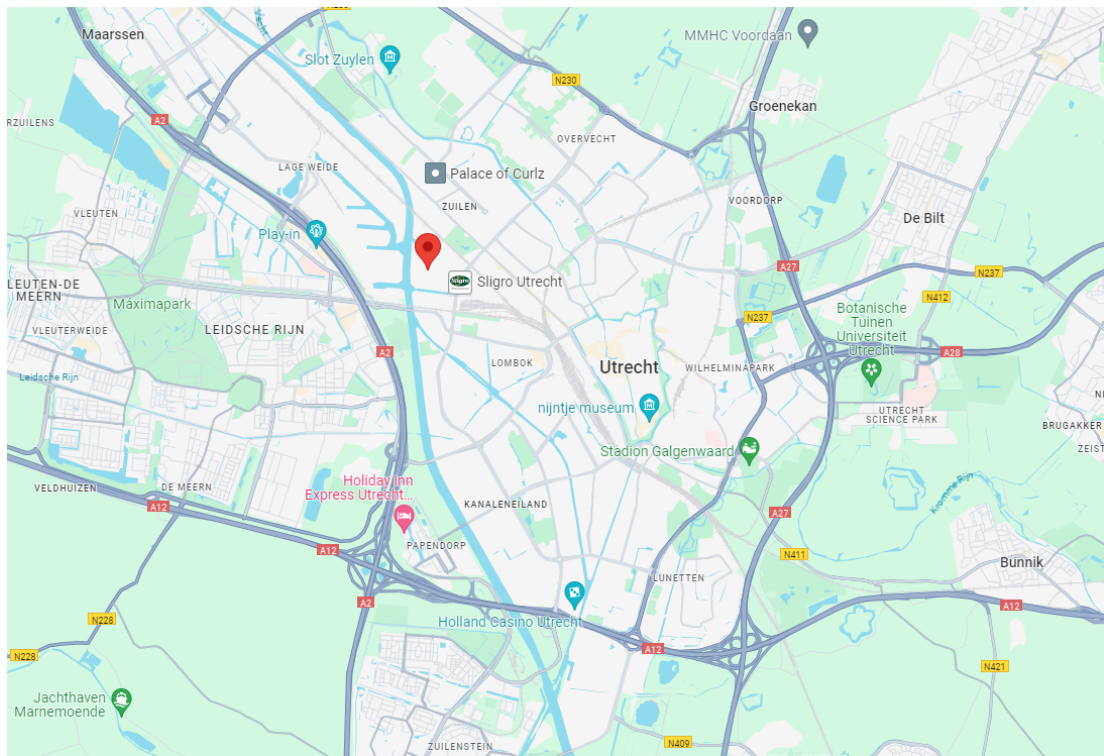 Maarssen
MMHC Voordaan
Slot Zuylen
N230
Groenekan
A2
ERZUILENS
OVERVECHT
LAGE WEIDE
Palace of Curlz
VOORDORP
ZUILEN
VLEUTEN
De Bilt
Play-in
A27
N237
Sligro Utrecht
LEUTEN-DE
MEERN
Máximapark
N412
Botanische
Tuinen
Universiteit
Utrecht
N237
VLEUTERWEIDE
LEIDSCHE RIJN
A2
A28
LOMBOK
Utrecht
WILHELMINAPARK
Leidsche Rijn
nijntje museum
UTRECHT
SCIENCE PARK
BRUGAKKER
ZEIST
Stadion Galgenwaard
VELDHUIZEN
DE MEERN
Holiday Inn
Express Utrecht...
KANALENEILAND
Kromme Rijn
A12
A27
A12
PAPENDORP
N411
Bunnik
LUNETTEN
A2
A12
N228
Holland Casino Utrecht
A12
N228
N421
Jachthaven
Marnemoende
ZUILENSTEIN
N409